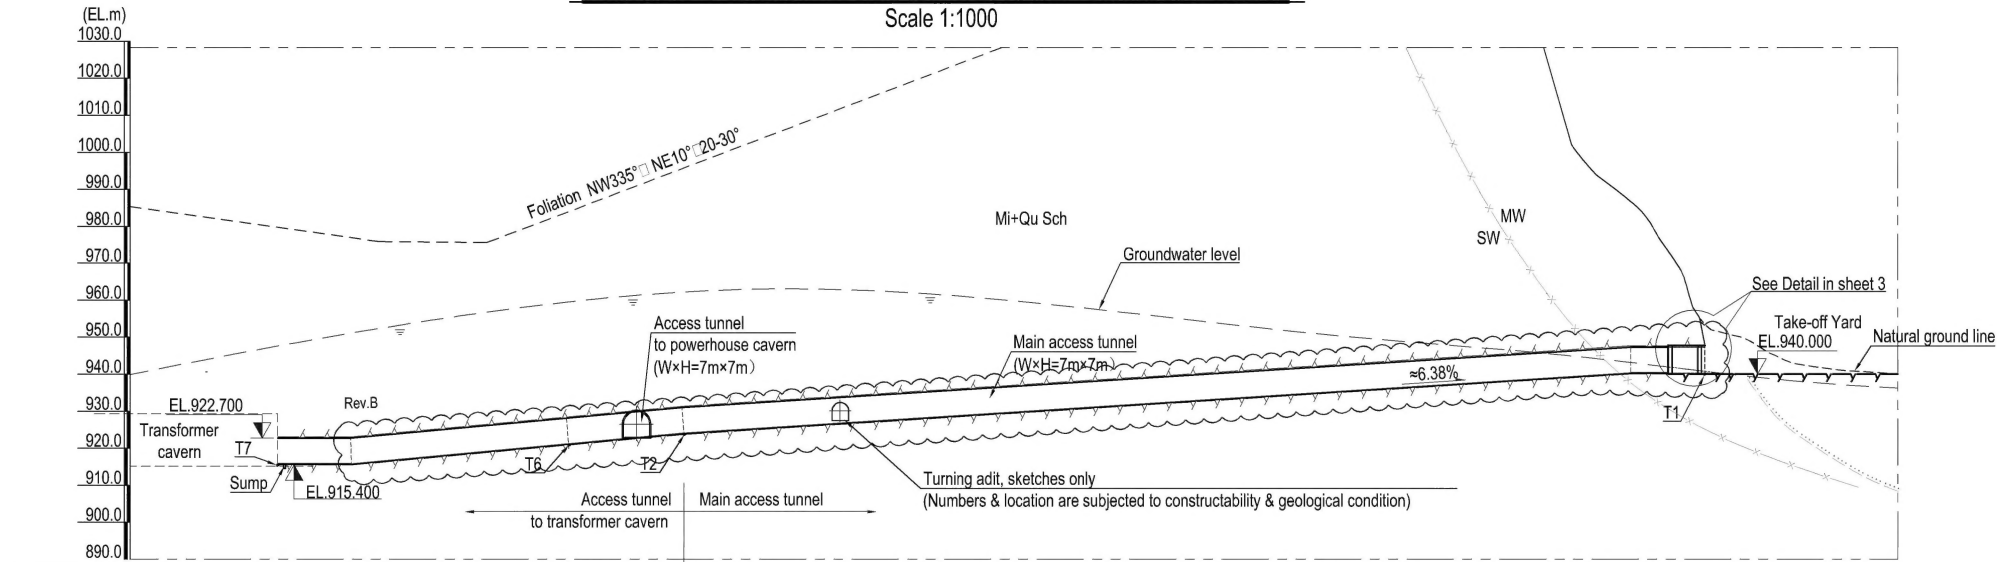 Scale 1:1000
(EL.m)
1030.0
1020.0
1010.0
1000.0
990.0
980.0
970.0
960.0
950.0
940.0
930.0
920.0
910.0
900.0
890.0
Foliation NW335°□ NE10°□20-30°
Mi+Qu Sch
MW
SW
Groundwater level
See Detail in sheet 3
Access tunnel
to powerhouse cavern
(W×H=7m×7m)
Main access tunnel
(W×H=7m×7m)
Take-off Yard
EL.940.000
Natural ground line
≈6.38%
Rev.B
EL.922.700
Transformer
cavern
T7
Sump
EL.915.400
T6
T2
T1
Turning adit, sketches only
(Numbers & location are subjected to constructability & geological condition)
Access tunnel
to transformer cavern
Main access tunnel